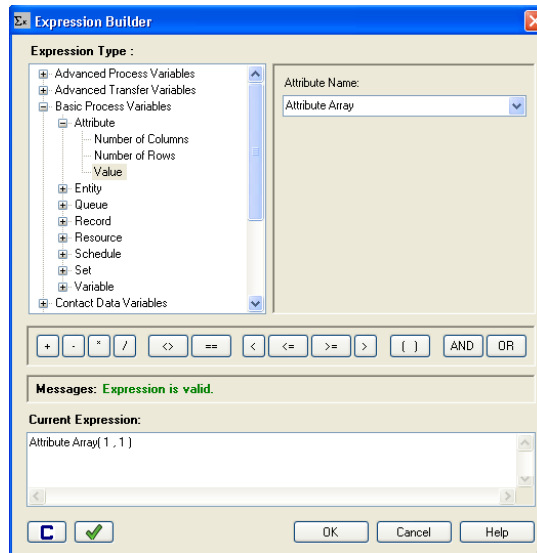 Σx Expression Builder
Expression Type :
Advanced Process Variables
Advanced Transfer Variables
Basic Process Variables
Attribute
Number of Columns
Number of Rows
Value
Entity
Queue
Record
Resource
Schedule
Set
Variable
Contact Data Variables
Attribute Name:
Attribute Array
+ - * / <> == < <= >= > ( ) AND OR
Messages: Expression is valid.
Current Expression:
Attribute Array( 1 , 1 )
C OK Cancel Help